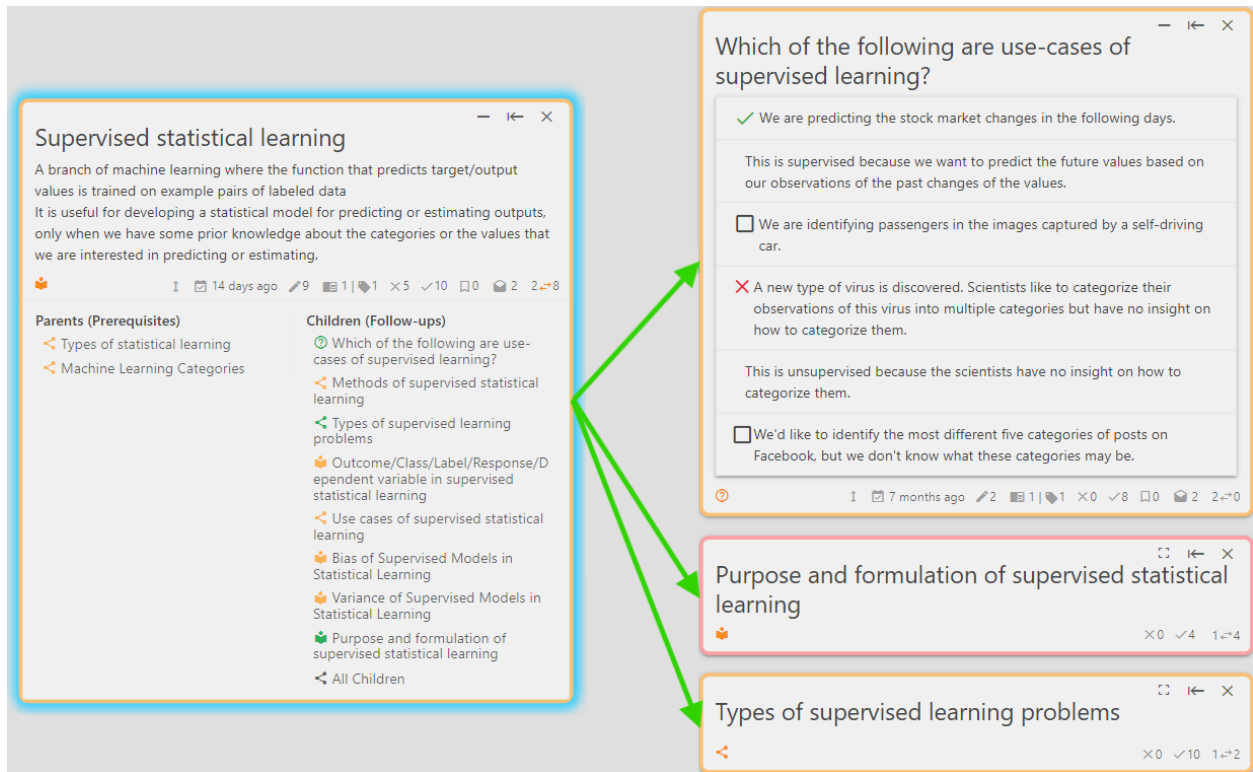 Supervised statistical learning
A branch of machine learning where the function that predicts target/output
values is trained on example pairs of labeled data
It is useful for developing a statistical model for predicting or estimating outputs,
only when we have some prior knowledge about the categories or the values that
we are interested in predicting or estimating.
14 days ago 9 1 | 1 ×5 ✓10 0 2 2⇄8
Parents (Prerequisites)
Types of statistical learning
Machine Learning Categories
Children (Follow-ups)
Which of the following are use-
cases of supervised learning?
Methods of supervised statistical
learning
Types of supervised learning
problems
Outcome/Class/Label/Response/D
ependent variable in supervised
statistical learning
Use cases of supervised statistical
learning
Bias of Supervised Models in
Statistical Learning
Variance of Supervised Models in
Statistical Learning
Purpose and formulation of
supervised statistical learning
All Children
Which of the following are use-cases of
supervised learning?
We are predicting the stock market changes in the following days.
This is supervised because we want to predict the future values based on
our observations of the past changes of the values.
We are identifying passengers in the images captured by a self-driving
car.
A new type of virus is discovered. Scientists like to categorize their
observations of this virus into multiple categories but have no insight on
how to categorize them.
This is unsupervised because the scientists have no insight on how to
categorize them.
We'd like to identify the most different five categories of posts on
Facebook, but we don't know what these categories may be.
7 months ago 2 1 | 1 ×0 ✓8 0 2 2⇄0
Purpose and formulation of supervised statistical
learning
×0 ✓4 1⇄4
Types of supervised learning problems
×0 ✓10 1⇄2